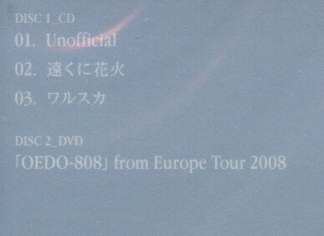 DISC 1_CD
01. Unofficial
02. 遠くに花火
03. ワルスカ
DISC 2_DVD
「OEDO-808」 from Europe Tour 2008